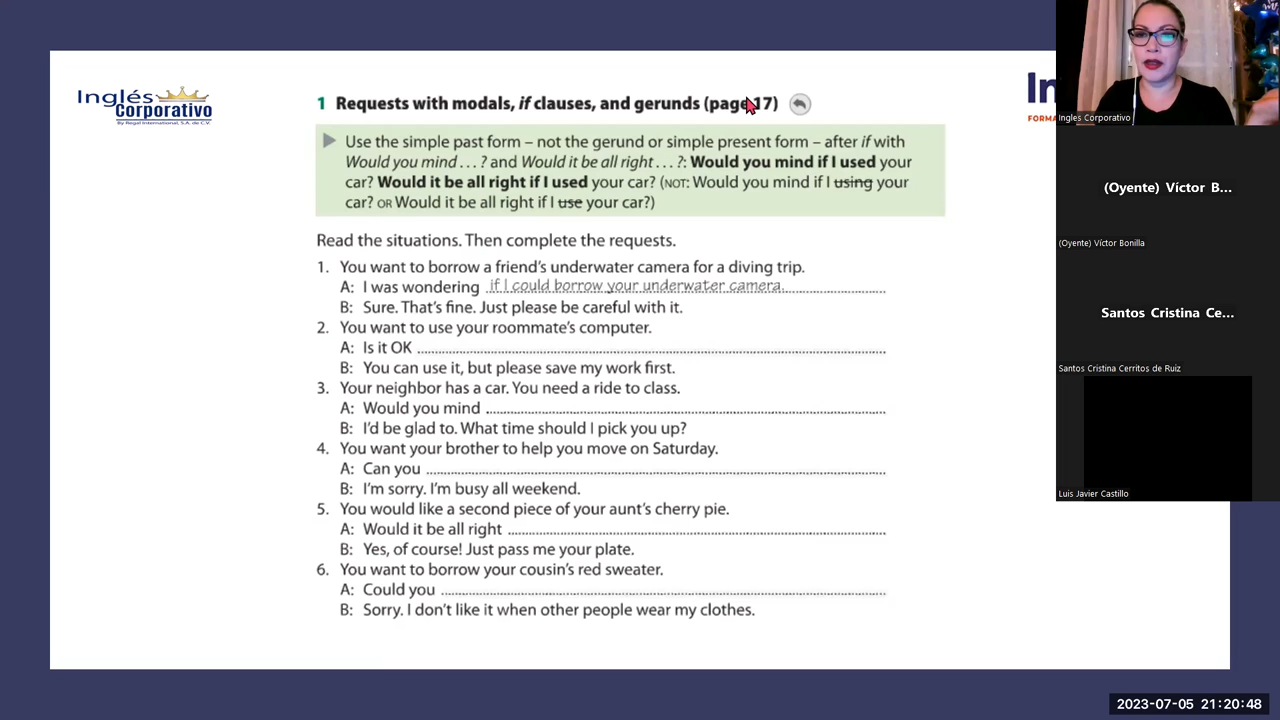 Inglés
Corporativo
By Regal International, S.A. de C.V.
1 Requests with modals, if clauses, and gerunds (page 17)
Use the simple past form – not the gerund or simple present form – after if with
Would you mind . . . ? and Would it be all right . . . ?: Would you mind if I used your
car? Would it be all right if I used your car? (NOT: Would you mind if I using your
car? OR Would it be all right if I use your car?)
Read the situations. Then complete the requests.
1. You want to borrow a friend's underwater camera for a diving trip.
A: I was wondering if I could borrow your underwater camera.
B: Sure. That's fine. Just please be careful with it.
2. You want to use your roommate's computer.
A: Is it OK
B: You can use it, but please save my work first.
3. Your neighbor has a car. You need a ride to class.
A: Would you mind
B: I'd be glad to. What time should I pick you up?
4. You want your brother to help you move on Saturday.
A: Can you
B: I'm sorry. I'm busy all weekend.
5. You would like a second piece of your aunt's cherry pie.
A: Would it be all right
B: Yes, of course! Just pass me your plate.
6. You want to borrow your cousin's red sweater.
A: Could you
B: Sorry. I don't like it when other people wear my clothes.
In
FORMA
Ingles Corporativo
(Oyente) Víctor B...
(Oyente) Víctor Bonilla
Santos Cristina Ce...
Santos Cristina Cerritos de Ruiz
Luis Javier Castillo
2023-07-05 21:20:48